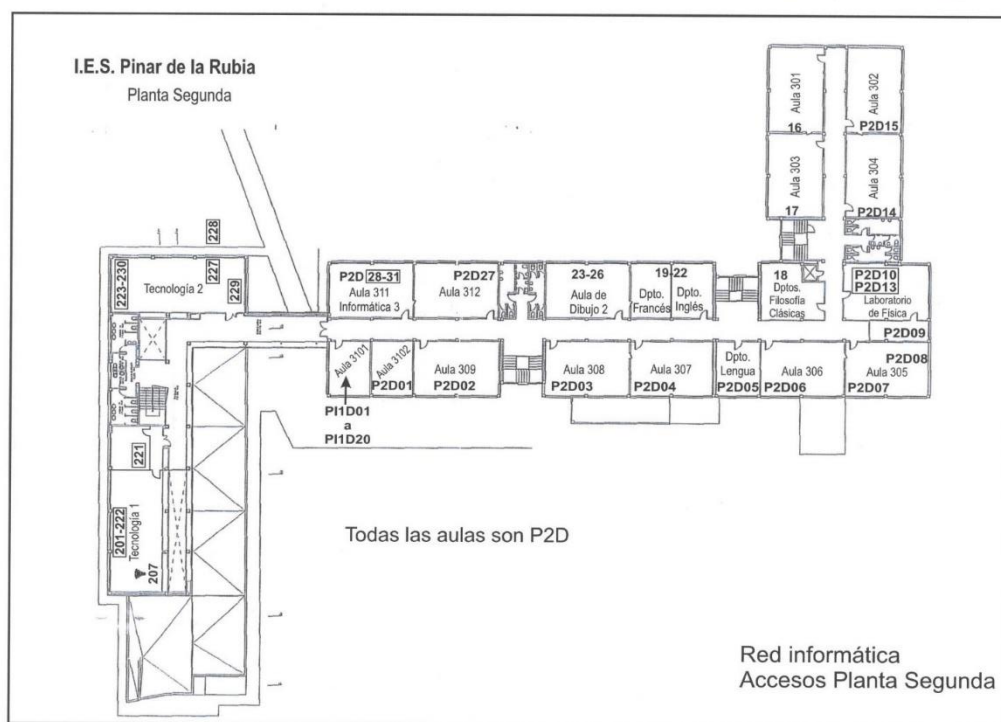 I.E.S. Pinar de la Rubia
Planta Segunda
Aula 301
16
Aula 302
P2D15
Aula 303
17
Aula 304
P2D14
228
223-230
227
Tecnología 2
229
P2D 28-31
Aula 311
Informática 3
P2D27
Aula 312
23-26
Aula de
Dibujo 2
19-22
Dpto.
Francés
Dpto.
Inglés
18
Dptos.
Filosofía
Clásicas
P2D10
P2D13
Laboratorio
de Física
P2D09
Aula 3101
Aula 3102
P2D01
Aula 309
P2D02
Aula 308
P2D03
Aula 307
P2D04
Dpto.
Lengua
P2D05
Aula 306
P2D06
P2D08
Aula 305
P2D07
PI1D01
a
PI1D20
221
201-222
Tecnología 1
207
Todas las aulas son P2D
Red informática
Accesos Planta Segunda